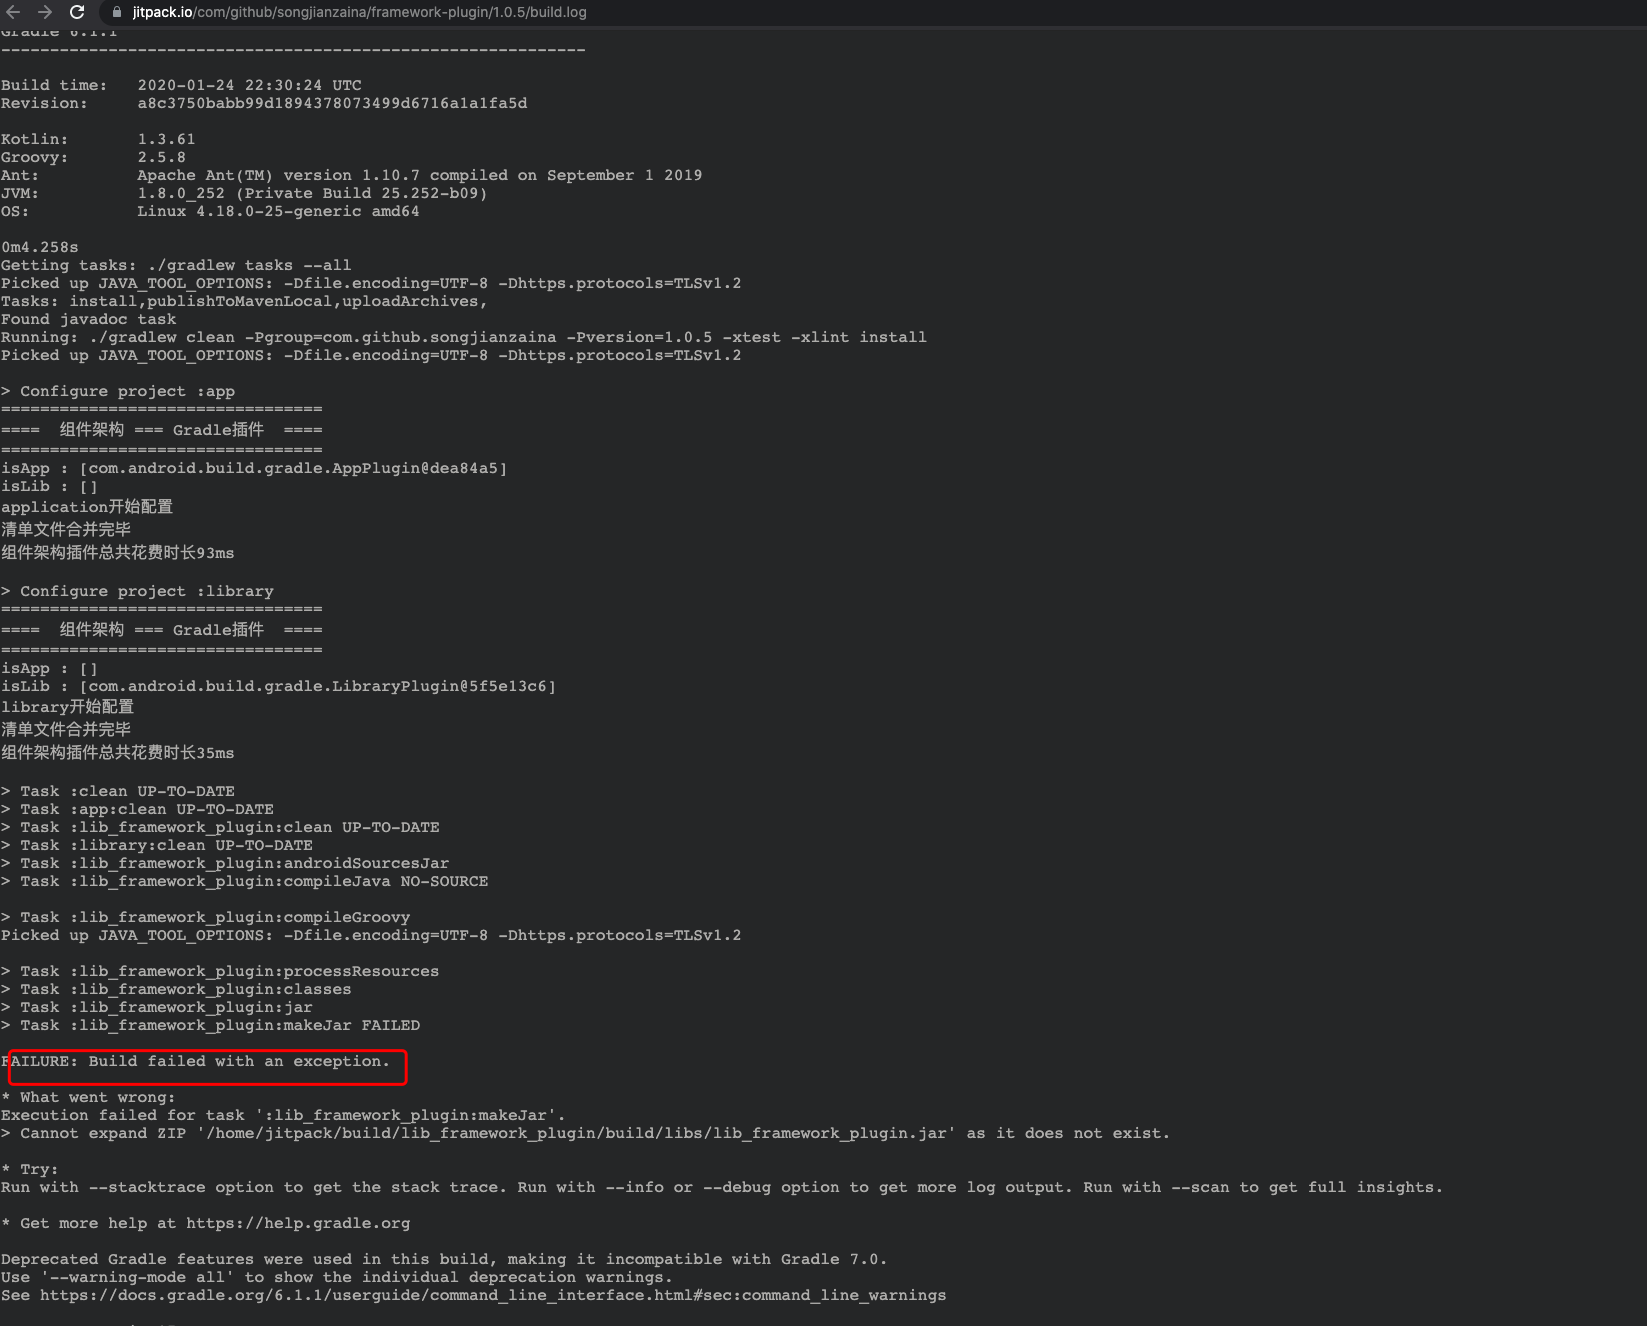 jitpack.io/com/github/songjianzaina/framework-plugin/1.0.5/build.log
Gradle 6.1.1
------------------------------------------------------------
Build time:   2020-01-24 22:30:24 UTC
Revision:     a8c3750babb99d1894378073499d6716a1a1fa5d
Kotlin:       1.3.61
Groovy:       2.5.8
Ant:          Apache Ant(TM) version 1.10.7 compiled on September 1 2019
JVM:          1.8.0_252 (Private Build 25.252-b09)
OS:           Linux 4.18.0-25-generic amd64
0m4.258s
Getting tasks: ./gradlew tasks --all
Picked up JAVA_TOOL_OPTIONS: -Dfile.encoding=UTF-8 -Dhttps.protocols=TLSv1.2
Tasks: install,publishToMavenLocal,uploadArchives,
Found javadoc task
Running: ./gradlew clean -Pgroup=com.github.songjianzaina -Pversion=1.0.5 -xtest -xlint install
Picked up JAVA_TOOL_OPTIONS: -Dfile.encoding=UTF-8 -Dhttps.protocols=TLSv1.2
> Configure project :app
=================================
====  组件架构 === Gradle插件  ====
=================================
isApp : [com.android.build.gradle.AppPlugin@dea84a5]
isLib : []
application开始配置
清单文件合并完毕
组件架构插件总共花费时长93ms
> Configure project :library
=================================
====  组件架构 === Gradle插件  ====
=================================
isApp : []
isLib : [com.android.build.gradle.LibraryPlugin@5f5e13c6]
library开始配置
清单文件合并完毕
组件架构插件总共花费时长35ms
> Task :clean UP-TO-DATE
> Task :app:clean UP-TO-DATE
> Task :lib_framework_plugin:clean UP-TO-DATE
> Task :library:clean UP-TO-DATE
> Task :lib_framework_plugin:androidSourcesJar
> Task :lib_framework_plugin:compileJava NO-SOURCE
> Task :lib_framework_plugin:compileGroovy
Picked up JAVA_TOOL_OPTIONS: -Dfile.encoding=UTF-8 -Dhttps.protocols=TLSv1.2
> Task :lib_framework_plugin:processResources
> Task :lib_framework_plugin:classes
> Task :lib_framework_plugin:jar
> Task :lib_framework_plugin:makeJar FAILED
FAILURE: Build failed with an exception.
* What went wrong:
Execution failed for task ':lib_framework_plugin:makeJar'.
> Cannot expand ZIP '/home/jitpack/build/lib_framework_plugin/build/libs/lib_framework_plugin.jar' as it does not exist.
* Try:
Run with --stacktrace option to get the stack trace. Run with --info or --debug option to get more log output. Run with --scan to get full insights.
* Get more help at https://help.gradle.org
Deprecated Gradle features were used in this build, making it incompatible with Gradle 7.0.
Use '--warning-mode all' to show the individual deprecation warnings.
See https://docs.gradle.org/6.1.1/userguide/command_line_interface.html#sec:command_line_warnings